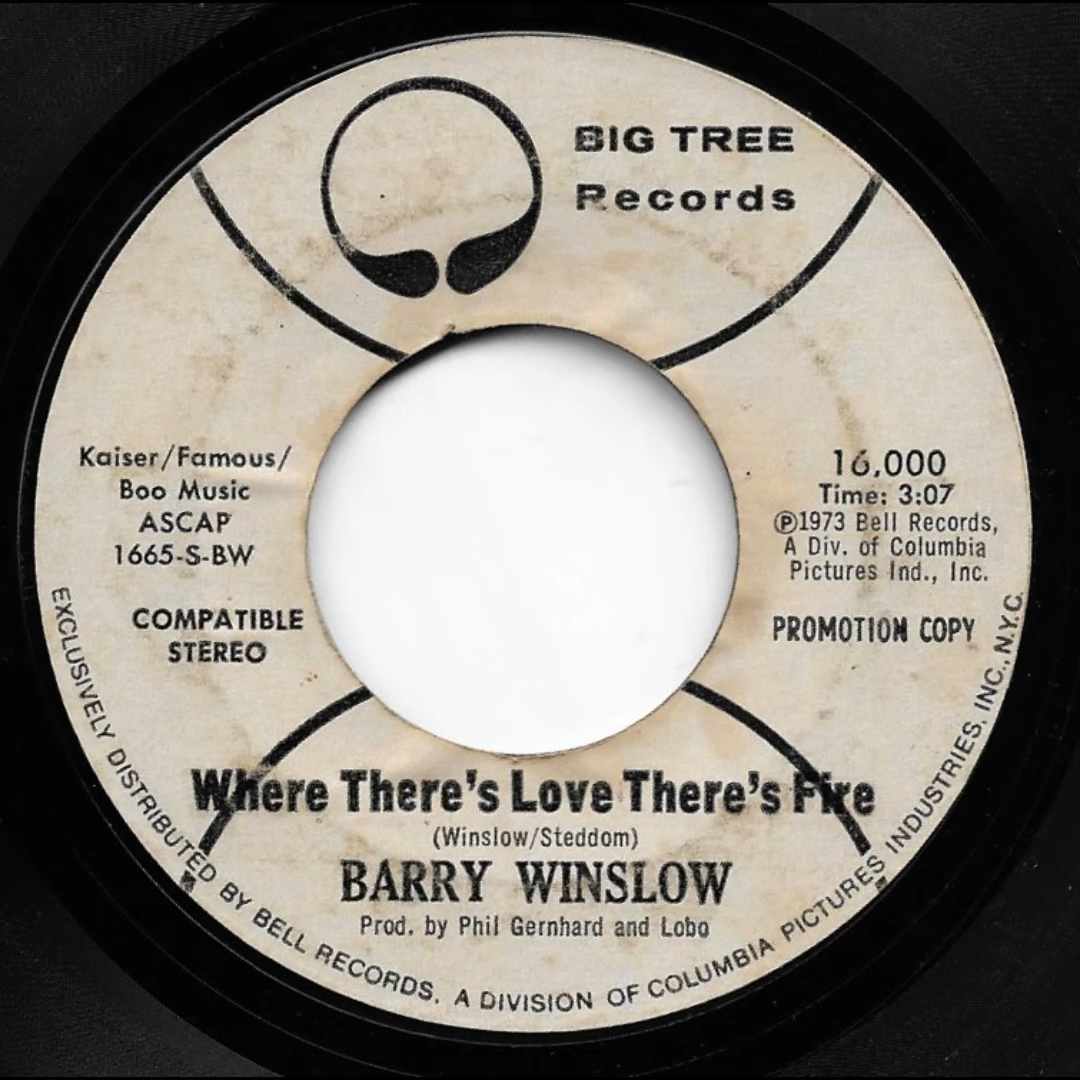 BIG TREE
Records
Kaiser/Famous/
Boo Music
ASCAP
1665-S-BW
COMPATIBLE
STEREO
16,000
Time: 3:07
Ⓟ1973 Bell Records,
A Div. of Columbia
Pictures Ind., Inc.
PROMOTION COPY
Where There's Love There's Fire
(Winslow/Steddom)
BARRY WINSLOW
Prod. by Phil Gernhard and Lobo
EXCLUSIVELY DISTRIBUTED BY BELL RECORDS, A DIVISION OF COLUMBIA PICTURES INDUSTRIES, INC., N.Y.C.